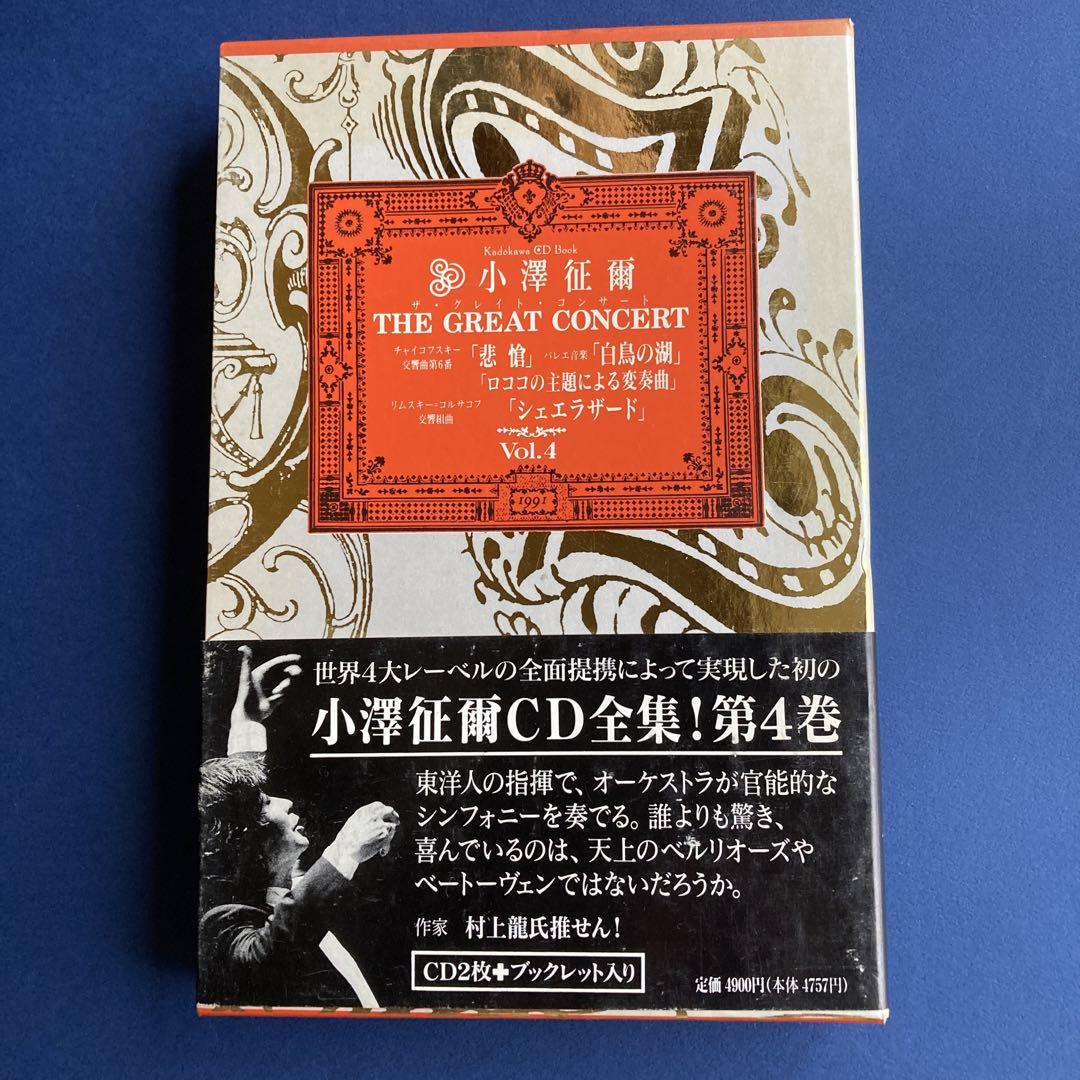 Kadokawa CD Book
小澤征爾
ザ・グレイト・コンサート
THE GREAT CONCERT
チャイコフスキー
交響曲第6番
「悲愴」 バレエ音楽「白鳥の湖」
「ロココの主題による変奏曲」
リムスキー=コルサコフ
交響組曲
「シェエラザード」
Vol.4
1991
世界4大レーベルの全面提携によって実現した初の
小澤征爾CD全集!第4巻
東洋人の指揮で、オーケストラが官能的な
シンフォニーを奏でる。誰よりも驚き、
喜んでいるのは、天上のベルリオーズや
ベートーヴェンではないだろうか。
作家 村上龍氏推せん!
CD2枚✚ブックレット入り
定価 4900円(本体 4757円)